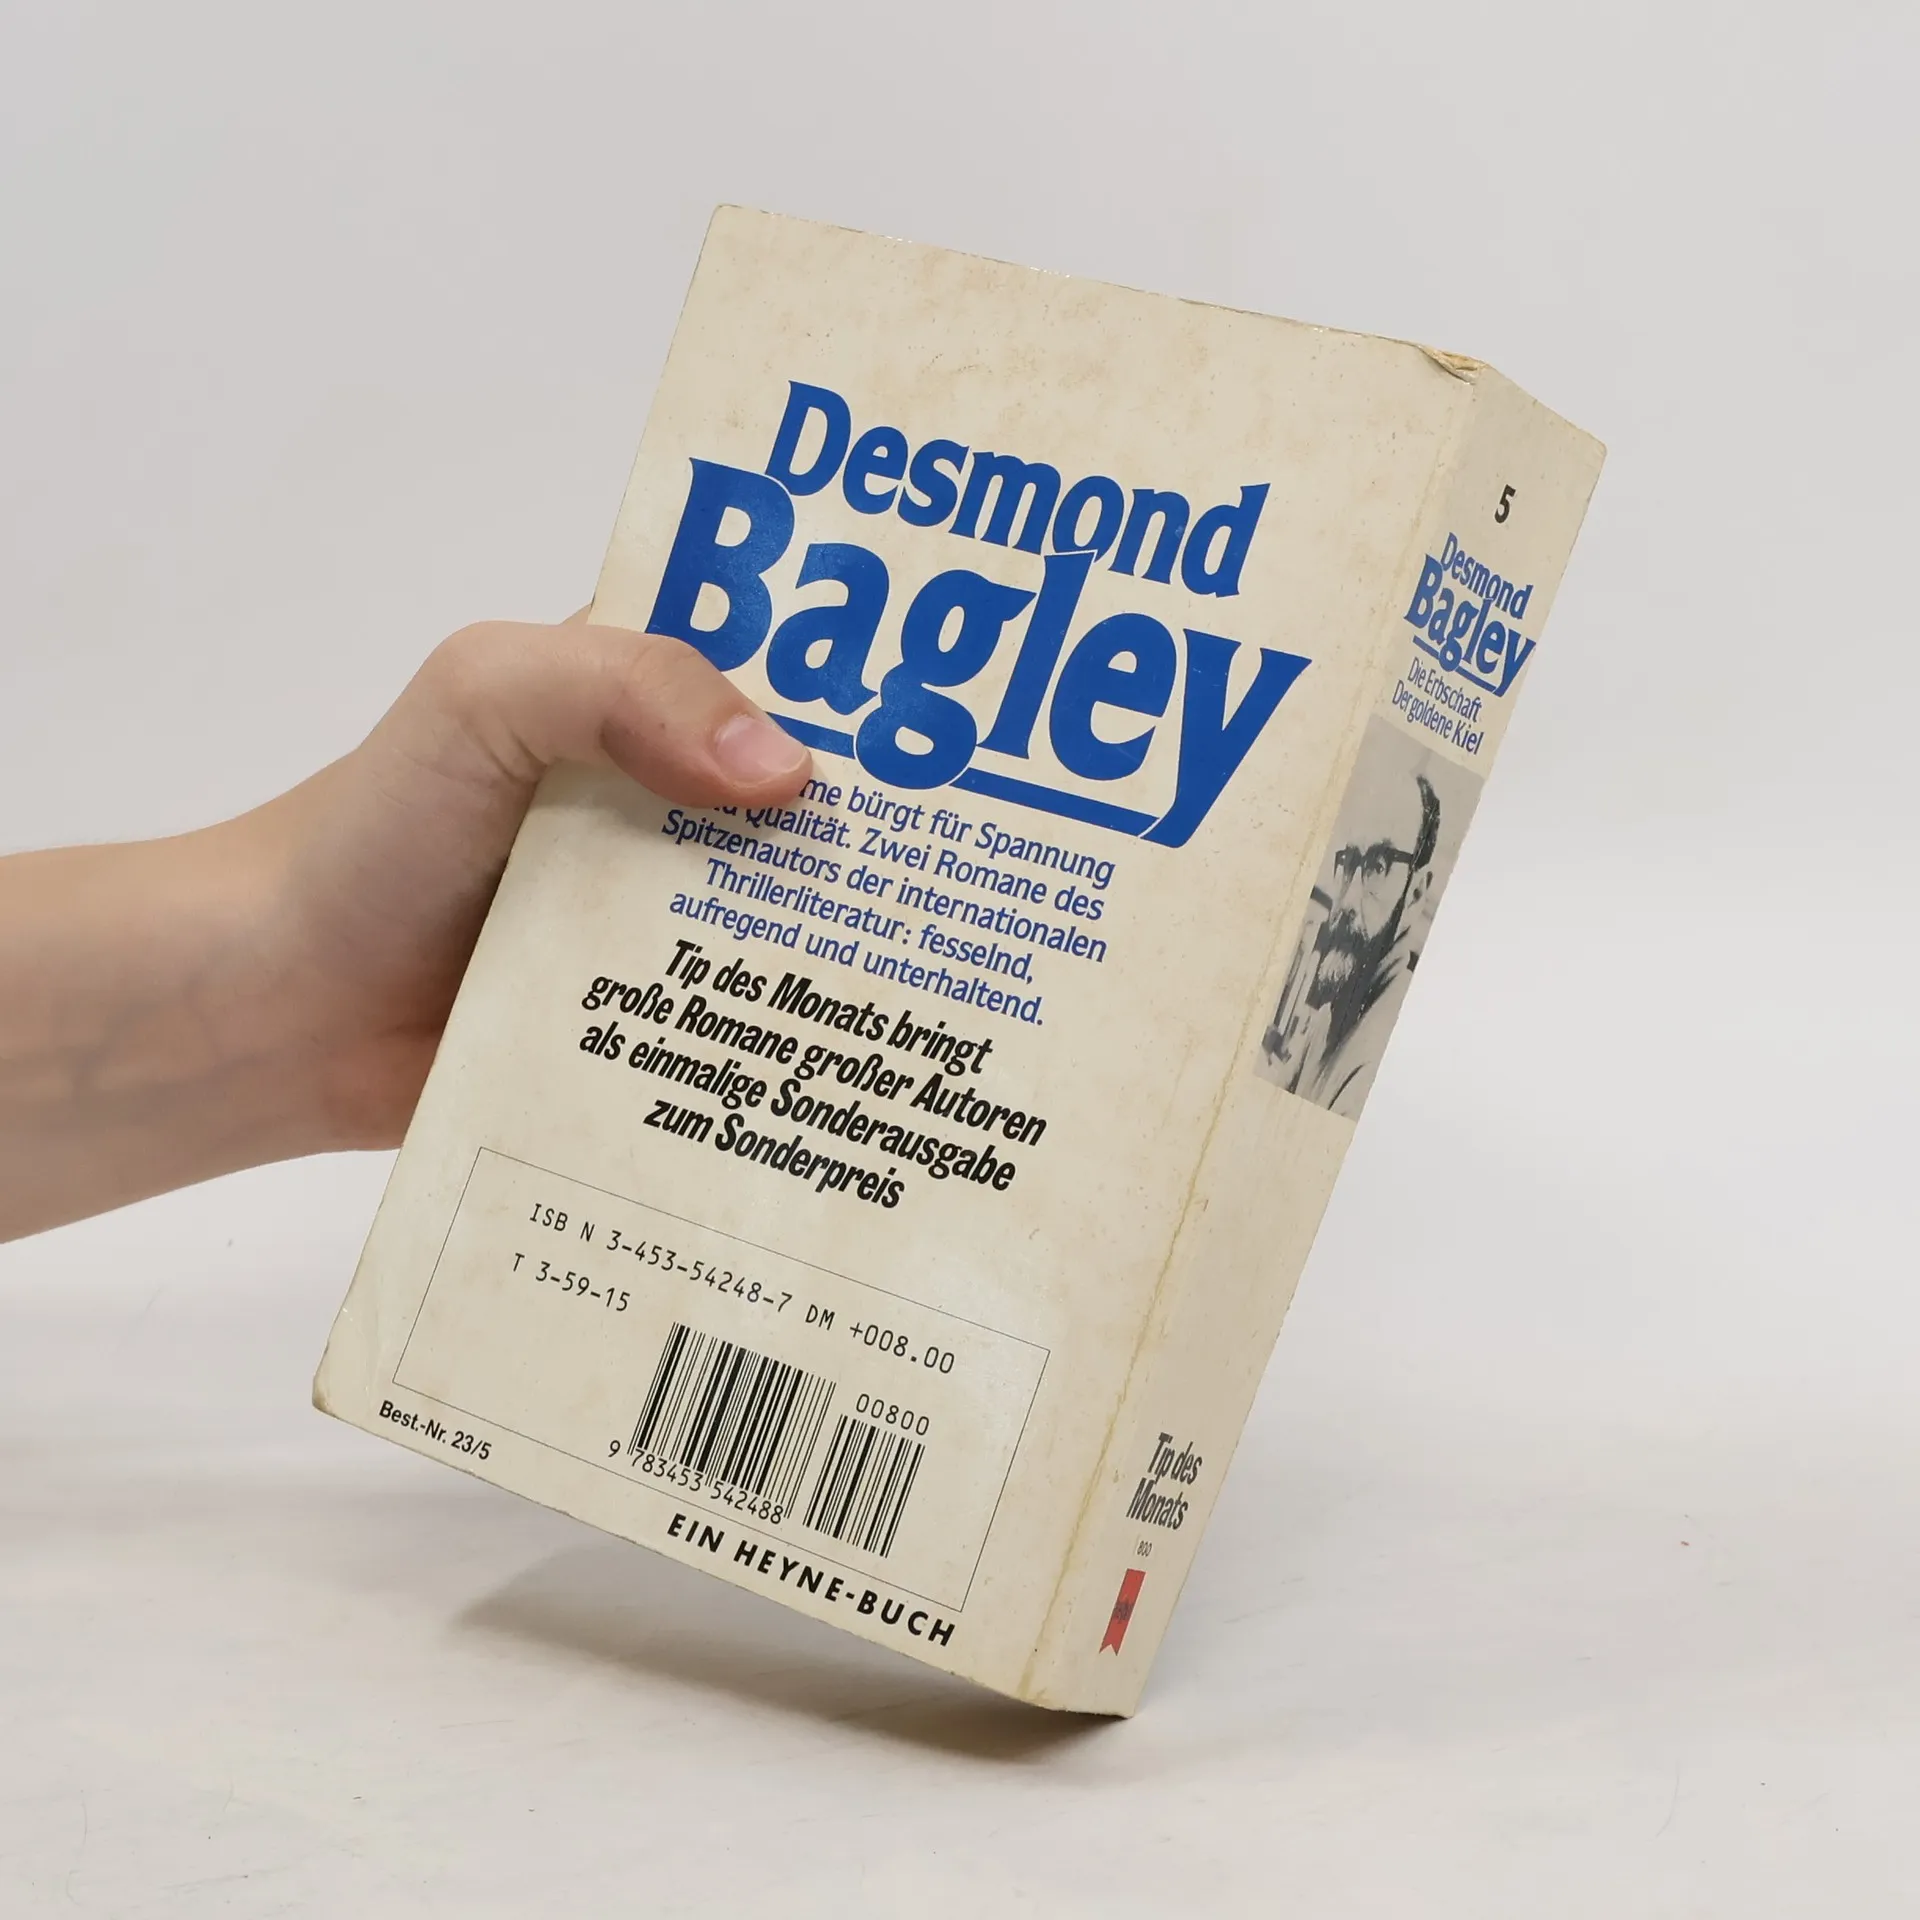 Desmond
Bagley
bürgt für Spannung
Qualität. Zwei Romane des
Spitzenautors der internationalen
Thrillerliteratur: fesselnd,
aufregend und unterhaltend.
Tip des Monats bringt
große Romane großer Autoren
als einmalige Sonderausgabe
zum Sonderpreis
ISB N 3-453-54248-7 DM +008.00
T 3-59-15
00800
9 783453 542488
Best.-Nr. 23/5
EIN HEYNE-BUCH
5
Desmond
Bagley
Die Erbschaft
Der goldene Kiel
Tip des
Monats
800